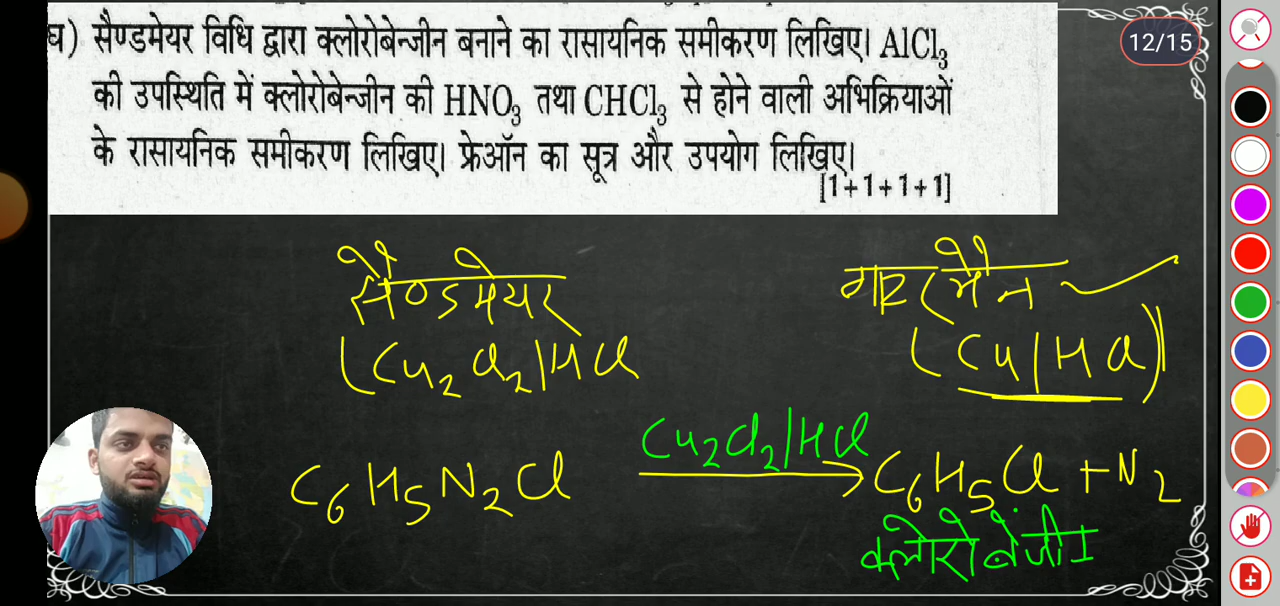 घ) सैण्डमेयर विधि द्वारा क्लोरोबेन्जीन बनाने का रासायनिक समीकरण लिखिए। AlCl₃
की उपस्थिति में क्लोरोबेन्जीन की HNO₃ तथा CHCl₃ से होने वाली अभिक्रियाओं
के रासायनिक समीकरण लिखिए। फ्रेऑन का सूत्र और उपयोग लिखिए।
[1+1+1+1]
12/15
सैण्डमेयर
(Cu₂Cl₂/HCl
गाटरमैन
(Cu/HCl)
C₆H₅N₂Cl Cu₂Cl₂/HCl → C₆H₅Cl + N₂